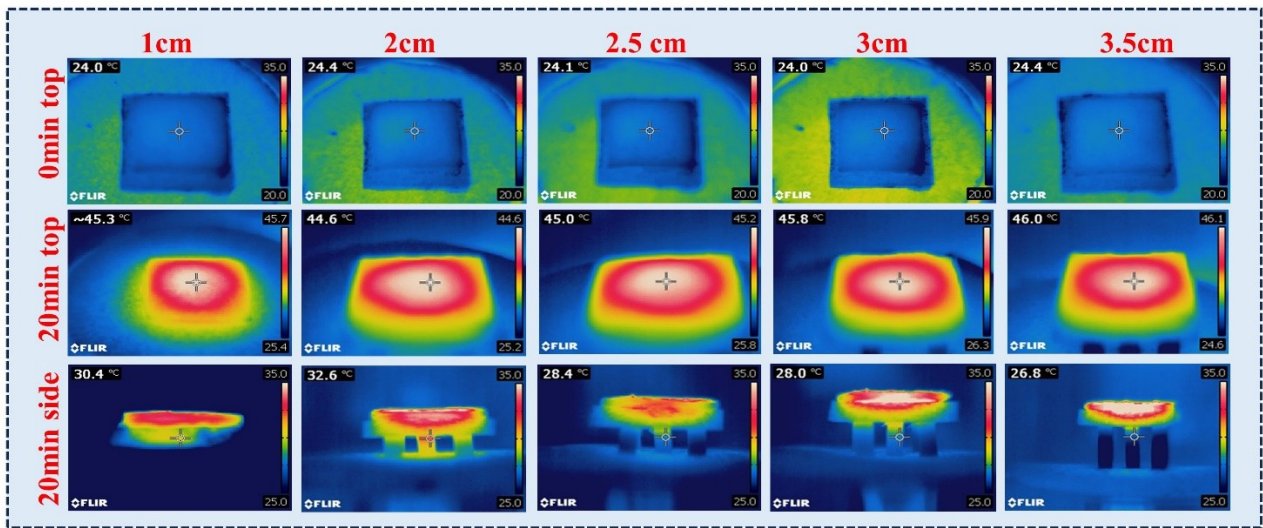 1cm 2cm 2.5 cm 3cm 3.5cm
0min top
24.0 °C 35.0 24.4 °C 35.0 24.1 °C 35.0 24.0 °C 35.0 24.4 °C 35.0
FLIR 20.0 FLIR 20.0 FLIR 20.0 FLIR 20.0 FLIR 20.0
20min top
~45.3 °C 45.7 44.6 °C 44.6 45.0 °C 45.2 45.8 °C 45.9 46.0 °C 46.1
FLIR 25.4 FLIR 25.2 FLIR 25.8 FLIR 26.3 FLIR 24.6
20min side
30.4 °C 35.0 32.6 °C 35.0 28.4 °C 35.0 28.0 °C 35.0 26.8 °C 35.0
FLIR 25.0 FLIR 25.0 FLIR 25.0 FLIR 25.0 FLIR 25.0